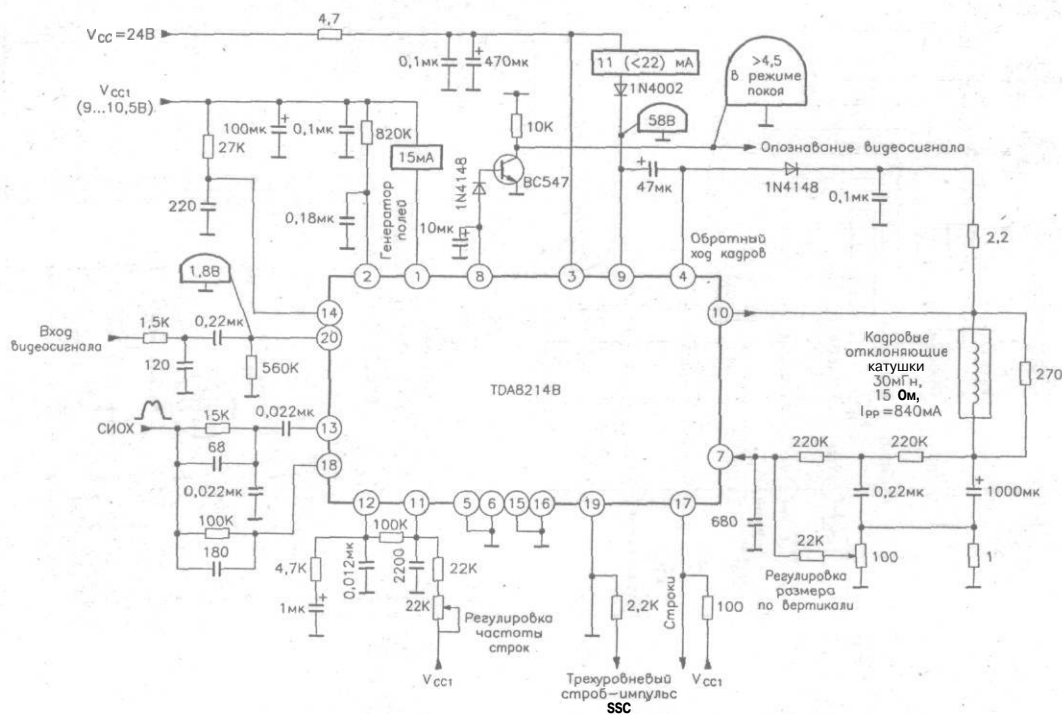 4,7
Vcc=24В
0,1мк
470мк
11 (<22) мА
1N4002
>4,5
в режиме
покоя
Vcc1
(9...10,5В)
100мк
0,1мк
820К
27К
15мА
58В
10К
Опознавание видеосигнала
1N4148
BC547
47мк
1N4148
0,1мк
220
0,18мк
Генератор
полей
10мк
Обратный
ход кадров
2,2
1,8В
2
1
8
3
9
4
14
10
Вход
видеосигнала
1,5К
0,22мк
20
120
560К
TDA8214B
Кадровые
отклоняющие
катушки
30мГн,
15 Ом,
Iрр=840мА
270
СИОХ
15К
0,022мк
13
68
18
0,022мк
100К
180
7
220К
220К
0,22мк
1000мк
680
22К
100
1
Регулировка
размера
по вертикали
12
11
5
6
15
16
19
17
100К
4,7К
0,012мк
2200
22К
1мк
22К
Регулировка
частоты
строк
Vcc1
2,2К
Строки
100
Трехуровневый
строб-импульс
SSC
Vcc1